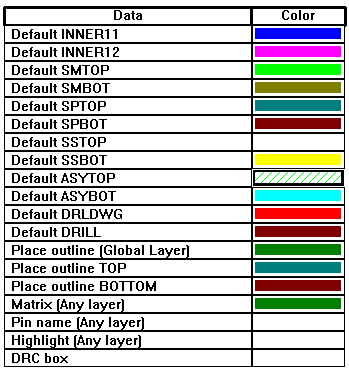 Data Color
Default INNER11
Default INNER12
Default SMTOP
Default SMBOT
Default SPTOP
Default SPBOT
Default SSTOP
Default SSBOT
Default ASYTOP
Default ASYBOT
Default DRLDWG
Default DRILL
Place outline (Global Layer)
Place outline TOP
Place outline BOTTOM
Matrix (Any layer)
Pin name (Any layer)
Highlight (Any layer)
DRC box